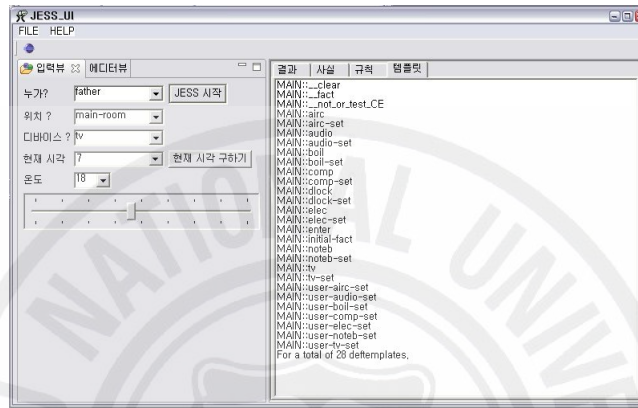 JESS_UI
FILE HELP
입력뷰 에디터뷰
누가? father JESS 시작
위치 ? main-room
디바이스 ? tv
현재 시각 7 현재 시각 구하기
온도 18
결과 사실 규칙 템플릿
MAIN::__clear
MAIN::__fact
MAIN::__not_or_test_CE
MAIN::airc
MAIN::airc-set
MAIN::audio
MAIN::audio-set
MAIN::boil
MAIN::boil-set
MAIN::comp
MAIN::comp-set
MAIN::dlock
MAIN::dlock-set
MAIN::elec
MAIN::elec-set
MAIN::enter
MAIN::initial-fact
MAIN::noteb
MAIN::noteb-set
MAIN::tv
MAIN::tv-set
MAIN::user-airc-set
MAIN::user-audio-set
MAIN::user-boil-set
MAIN::user-comp-set
MAIN::user-elec-set
MAIN::user-noteb-set
MAIN::user-tv-set
For a total of 28 deftemplates,